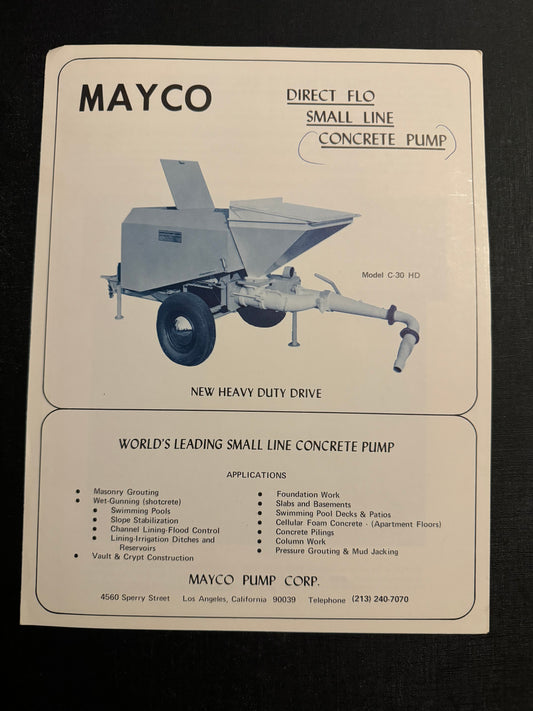 MAYCO
DIRECT FLO
SMALL LINE
CONCRETE PUMP
Model C-30 HD
NEW HEAVY DUTY DRIVE
WORLD'S LEADING SMALL LINE CONCRETE PUMP
APPLICATIONS
• Masonry Grouting
• Wet-Gunning (shotcrete)
• Swimming Pools
• Slope Stabilization
• Channel Lining-Flood Control
• Lining-Irrigation Ditches and
Reservoirs
• Vault & Crypt Construction
• Foundation Work
• Slabs and Basements
• Swimming Pool Decks & Patios
• Cellular Foam Concrete - (Apartment Floors)
• Concrete Pilings
• Column Work
• Pressure Grouting & Mud Jacking
MAYCO PUMP CORP.
4560 Sperry Street Los Angeles, California 90039 Telephone (213) 240-7070